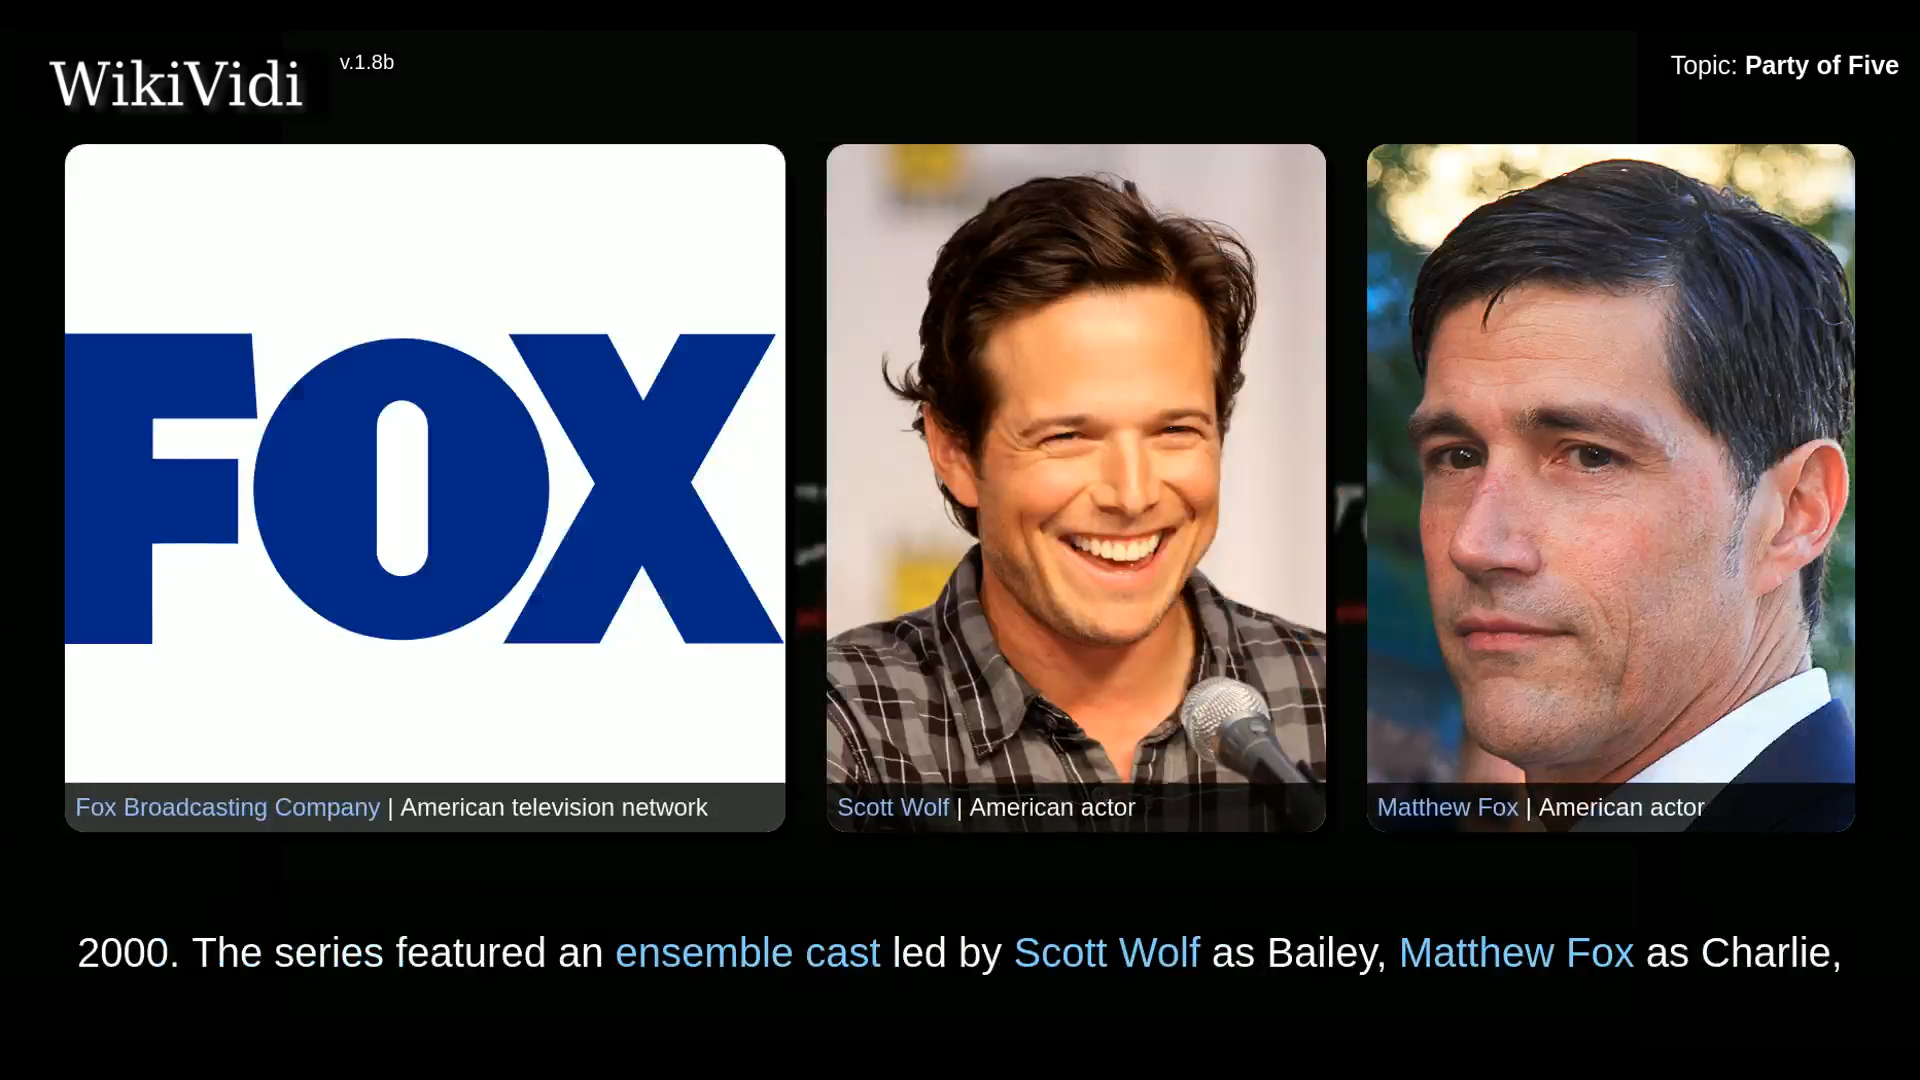 WikiVidi
v.1.8b
Topic: Party of Five
FOX
Fox Broadcasting Company | American television network
Scott Wolf | American actor
Matthew Fox | American actor
2000. The series featured an ensemble cast led by Scott Wolf as Bailey, Matthew Fox as Charlie,